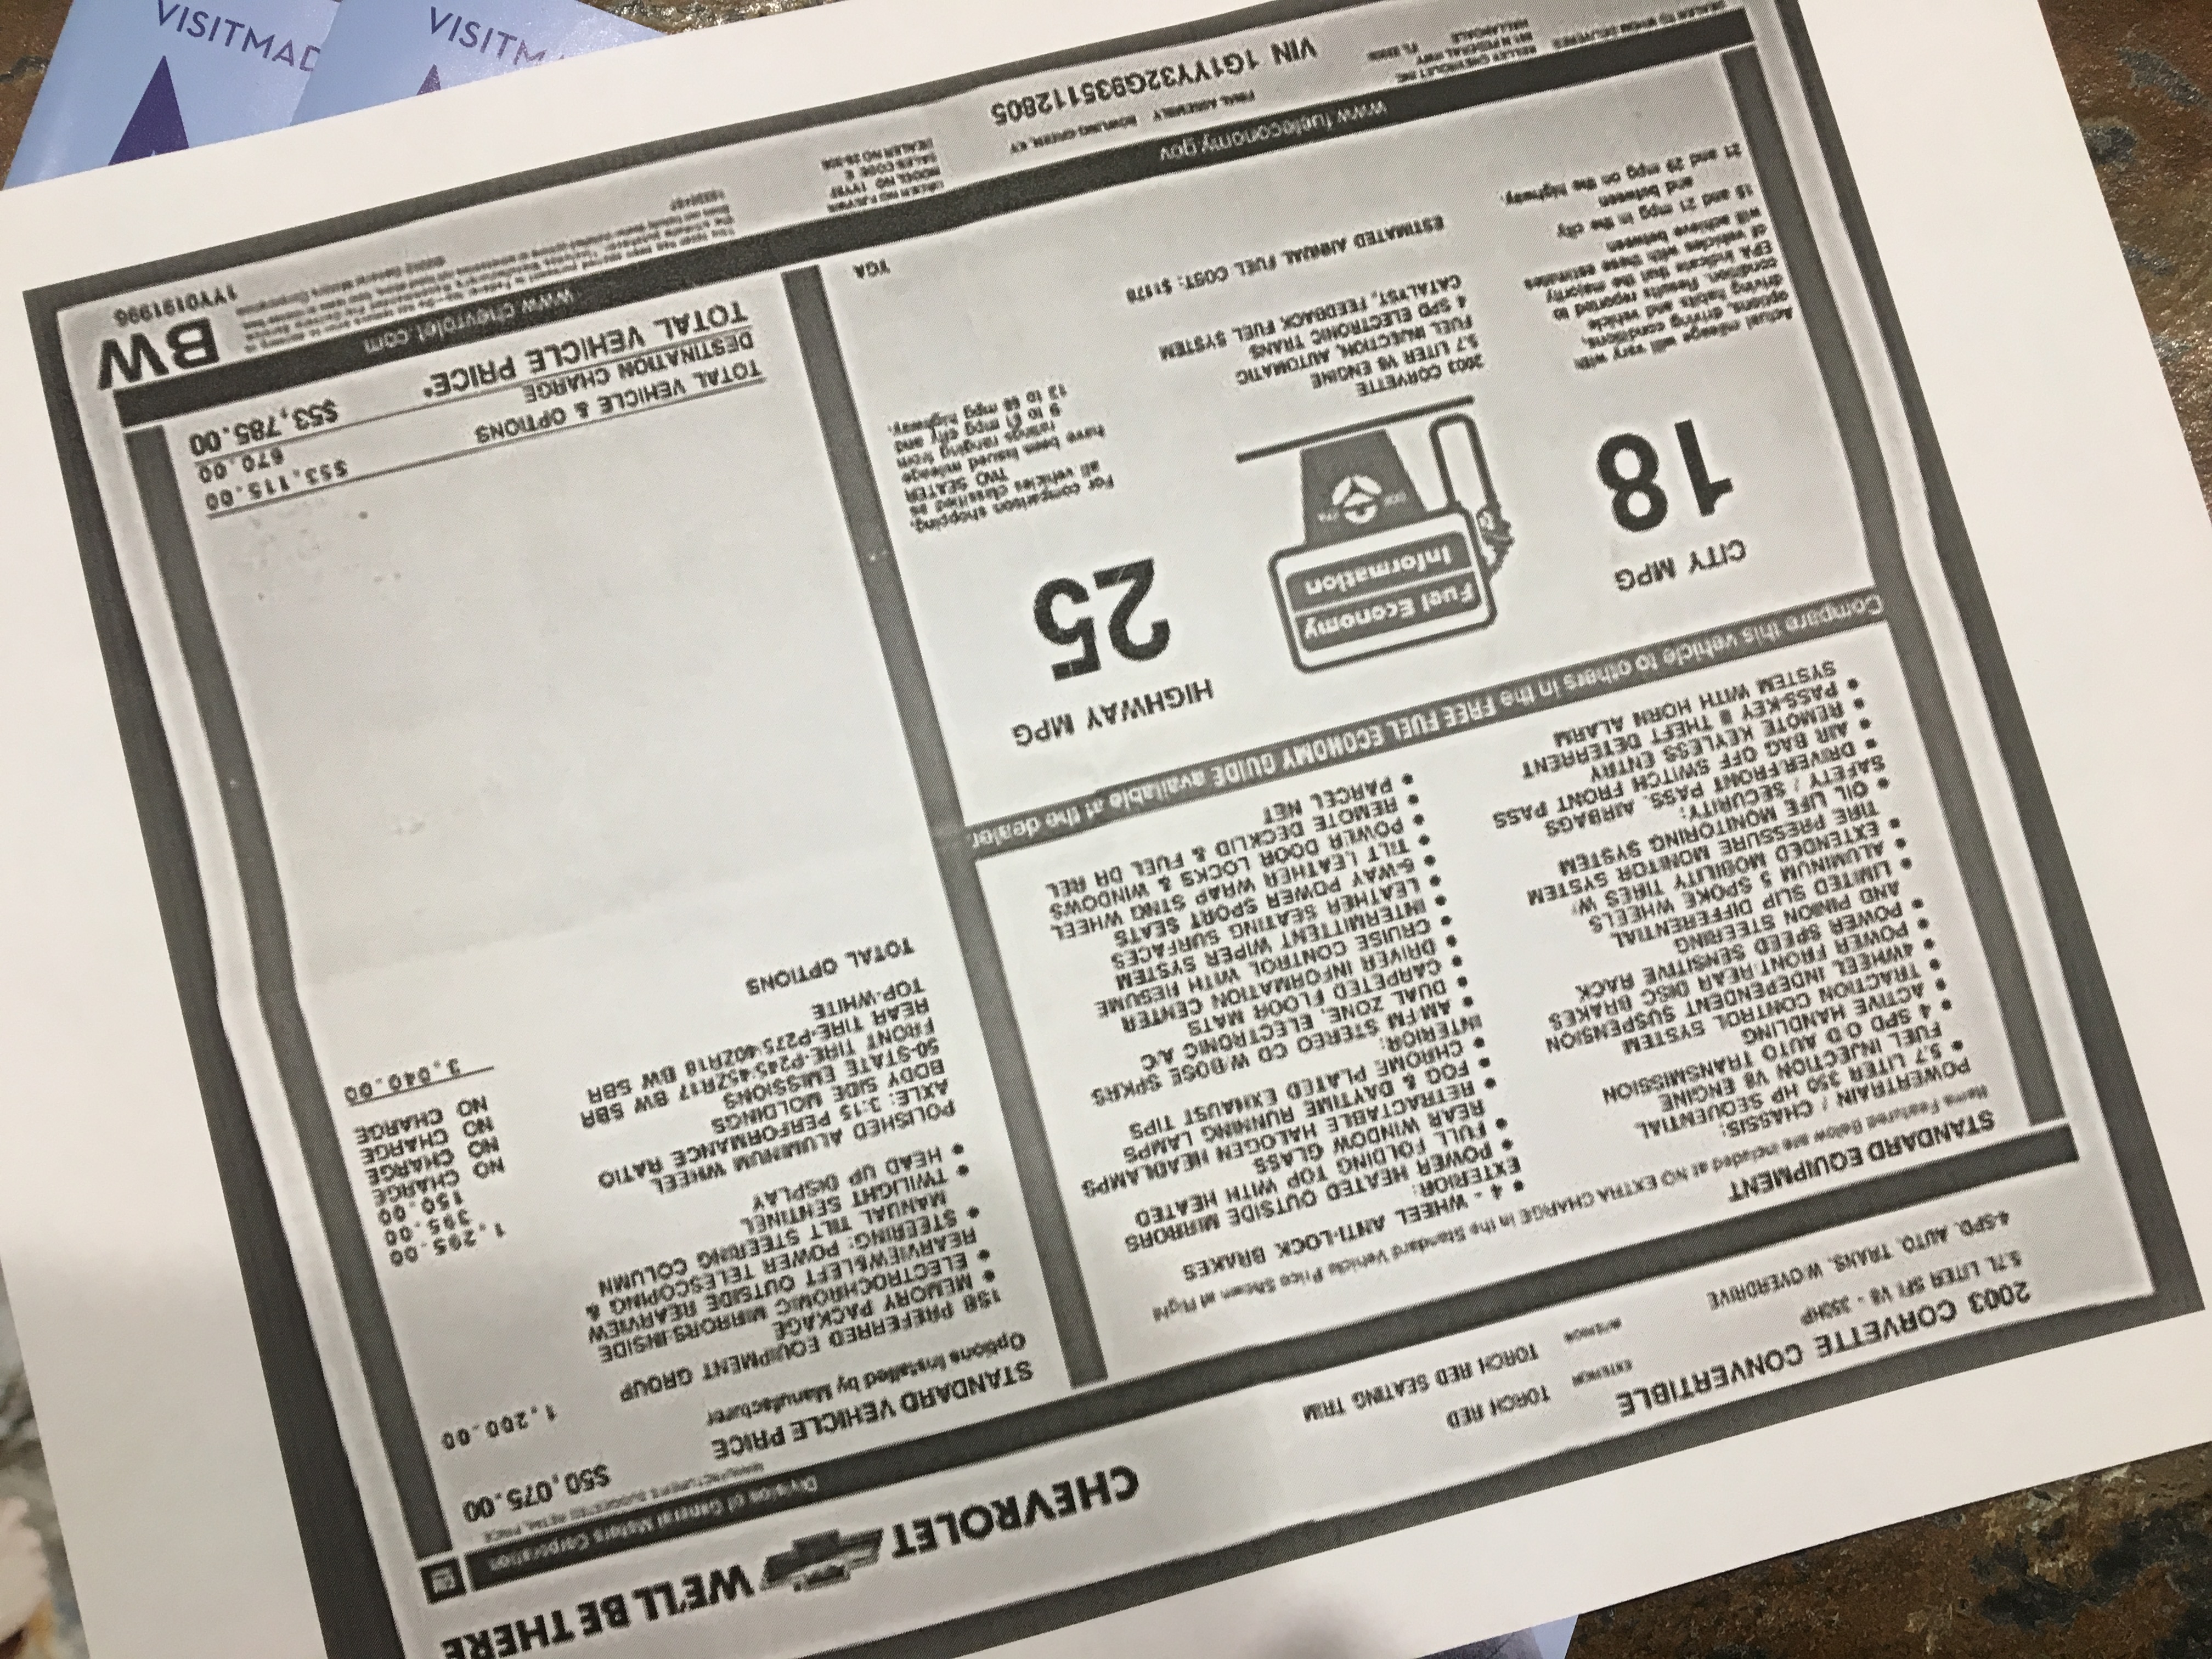 CHEVROLET WE'LL BE THERE
2003 CORVETTE CONVERTIBLE
5.7L LITER SFI V8 - 350HP
4-SPD. AUTO. TRANS. W/OVERDRIVE
EXTERIOR TORCH RED
INTERIOR TORCH RED SEATING TRIM
STANDARD EQUIPMENT
Items Featured Below are included at NO EXTRA CHARGE in the Standard Vehicle Price Shown at Right
POWERTRAIN / CHASSIS:
• 5.7 LITER 350 HP SEQUENTIAL
FUEL INJECTION V8 ENGINE
• 4 SPD O/D AUTO TRANSMISSION
• ACTIVE HANDLING SYSTEM
• TRACTION CONTROL
• 4WHEEL INDEPENDENT SUSPENSION
• POWER FRONT/REAR DISC BRAKES
• POWER SPEED SENSITIVE RACK
AND PINION STEERING
• LIMITED SLIP DIFFERENTIAL
• ALUMINUM 5 SPOKE WHEELS W/
• EXTENDED MOBILITY TIRES W/
TIRE PRESSURE MONITOR SYSTEM
• OIL LIFE MONITORING SYSTEM
SAFETY / SECURITY:
• DRIVER/FRONT PASS. AIRBAGS
• AIR BAG OFF SWITCH FRONT PASS
• REMOTE KEYLESS ENTRY
• PASS-KEY II THEFT DETERRENT
SYSTEM WITH HORN ALARM
• 4 - WHEEL ANTI-LOCK BRAKES
EXTERIOR:
• POWER HEATED OUTSIDE MIRRORS
• FULL FOLDING TOP WITH HEATED
REAR WINDOW GLASS
• RETRACTABLE HALOGEN HEADLAMPS
• FOG & DAYTIME RUNNING LAMPS
• CHROME PLATED EXHAUST TIPS
INTERIOR:
• AM/FM STEREO CD W/BOSE SPKRS
• DUAL ZONE, ELECTRONIC A/C
• CARPETED FLOOR MATS
• DRIVER INFORMATION CENTER
• CRUISE CONTROL WITH RESUME
• INTERMITTENT WIPER SYSTEM
• LEATHER SEATING SURFACES
• 6-WAY POWER SPORT SEATS
• TILT LEATHER WRAP STNG WHEEL
• POWER DOOR LOCKS & WINDOWS
• REMOTE DECKLID & FUEL DR REL
• PARCEL NET
STANDARD VEHICLE PRICE $50,075.00
Options Installed by Manufacturer
1SB PREFERRED EQUIPMENT GROUP 1,200.00
• MEMORY PACKAGE
• ELECTROCHROMIC MIRRORS:INSIDE
REARVIEW&LEFT OUTSIDE REARVIEW
• STEERING: POWER TELESCOPING &
MANUAL TILT STEERING COLUMN
• TWILIGHT SENTINEL
• HEAD UP DISPLAY
POLISHED ALUMINUM WHEEL 1,295.00
AXLE: 3.15 PERFORMANCE RATIO 395.00
BODY SIDE MOLDINGS 150.00
50-STATE EMISSIONS NO CHARGE
FRONT TIRE-P245/45ZR17 BW SBR NO CHARGE
REAR TIRE-P275/40ZR18 BW SBR NO CHARGE
TOP-WHITE NO CHARGE
TOTAL OPTIONS 3,040.00
TOTAL VEHICLE & OPTIONS $53,115.00
DESTINATION CHARGE 670.00
TOTAL VEHICLE PRICE* $53,785.00
Compare this vehicle to others in the FREE FUEL ECONOMY GUIDE available at the dealer.
CITY MPG
18
Fuel Economy
Information
HIGHWAY MPG
25
Actual mileage will vary with
options, driving conditions,
driving habits and vehicle
condition. Results reported to
EPA indicate that the majority
of vehicles with these estimates
will achieve between
15 and 21 mpg in the city
and between
21 and 29 mpg on the highway.
2003 CORVETTE
5.7 LITER V8 ENGINE
FUEL INJECTION, AUTOMATIC
4 SPD ELECTRONIC TRANS
CATALYST, FEEDBACK FUEL SYSTEM
ESTIMATED ANNUAL FUEL COST:
For comparison shopping,
all vehicles classified as
TWO SEATER
have been issued mileage
ratings ranging from
9 to 61 mpg city and
13 to 68 mpg highway.
YGA
www.fueleconomy.gov
www.chevrolet.com
BW
1YY0191996
FINAL ASSEMBLY BOWLING GREEN, KY
VIN 1G1YY32G935112805
VISITMAD
VISITM